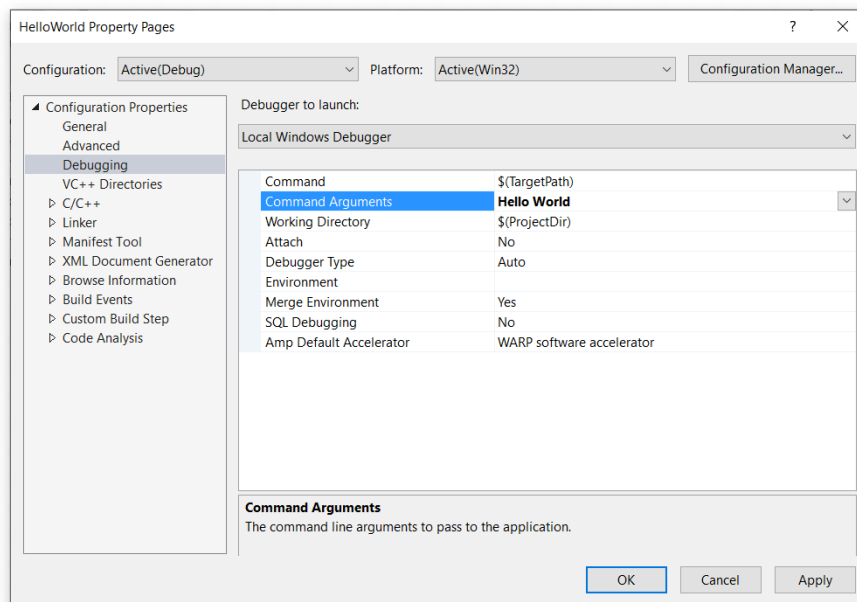 HelloWorld Property Pages
Configuration: Active(Debug) Platform: Active(Win32) Configuration Manager...
Configuration Properties
General
Advanced
Debugging
VC++ Directories
C/C++
Linker
Manifest Tool
XML Document Generator
Browse Information
Build Events
Custom Build Step
Code Analysis
Debugger to launch:
Local Windows Debugger
Command $(TargetPath)
Command Arguments Hello World
Working Directory $(ProjectDir)
Attach No
Debugger Type Auto
Environment
Merge Environment Yes
SQL Debugging No
Amp Default Accelerator WARP software accelerator
Command Arguments
The command line arguments to pass to the application.
OK Cancel Apply